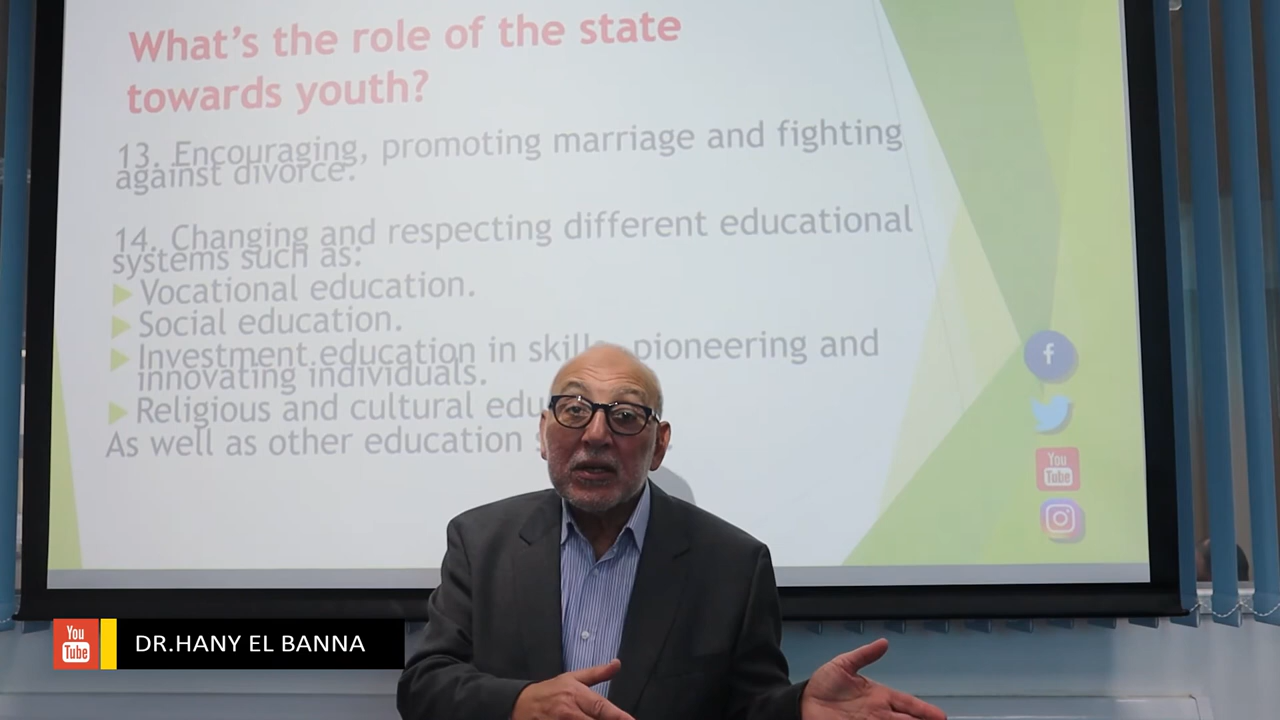 What's the role of the state
towards youth?
13. Encouraging, promoting marriage and fighting
against divorce.
14. Changing and respecting different educational
systems such as:
Vocational education.
Social education.
Investment education in pioneering and
innovating individuals.
Religious and cultural
As well as other education
f
You
Tube
You
Tube
DR.HANY EL BANNA